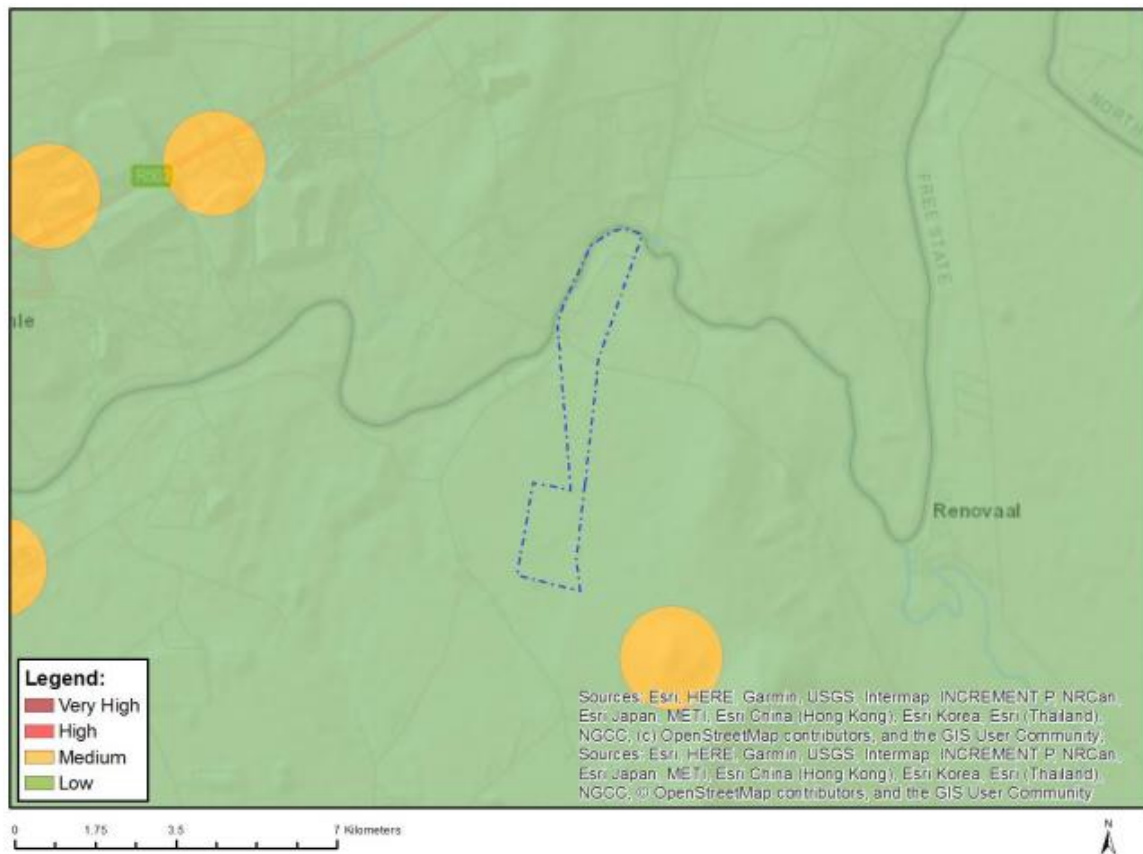 NORTH
R502
FREE STATE
ale
Renovaal
Legend:
Very High
High
Medium
Low
Sources: Esri, HERE, Garmin, USGS, Intermap, INCREMENT P, NRCan,
Esri Japan, METI, Esri China (Hong Kong), Esri Korea, Esri (Thailand),
NGCC, (c) OpenStreetMap contributors, and the GIS User Community,
Sources: Esri, HERE, Garmin, USGS, Intermap, INCREMENT P, NRCan,
Esri Japan, METI, Esri China (Hong Kong), Esri Korea, Esri (Thailand),
NGCC, © OpenStreetMap contributors, and the GIS User Community
0 1.75 3.5 7 Kilometers
N